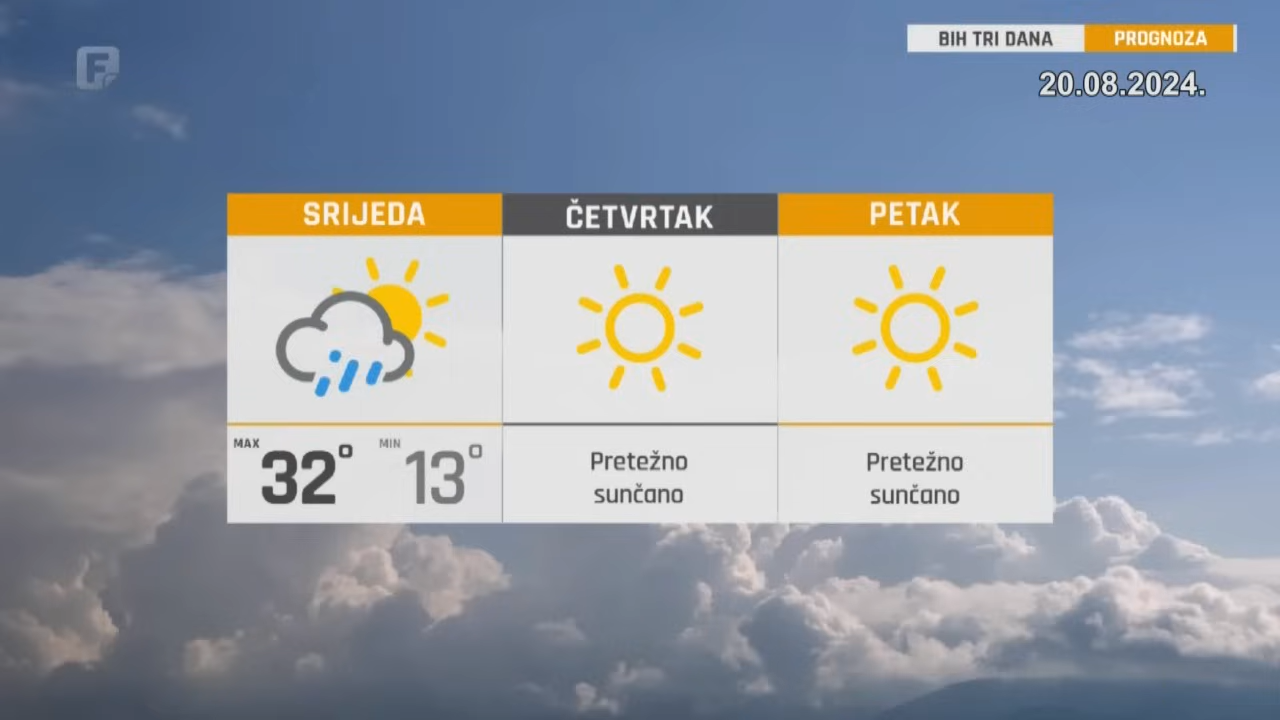 F
BIH TRI DANA PROGNOZA
20.08.2024.
SRIJEDA ČETVRTAK PETAK
MAX 32° MIN 13°
Pretežno
sunčano
Pretežno
sunčano